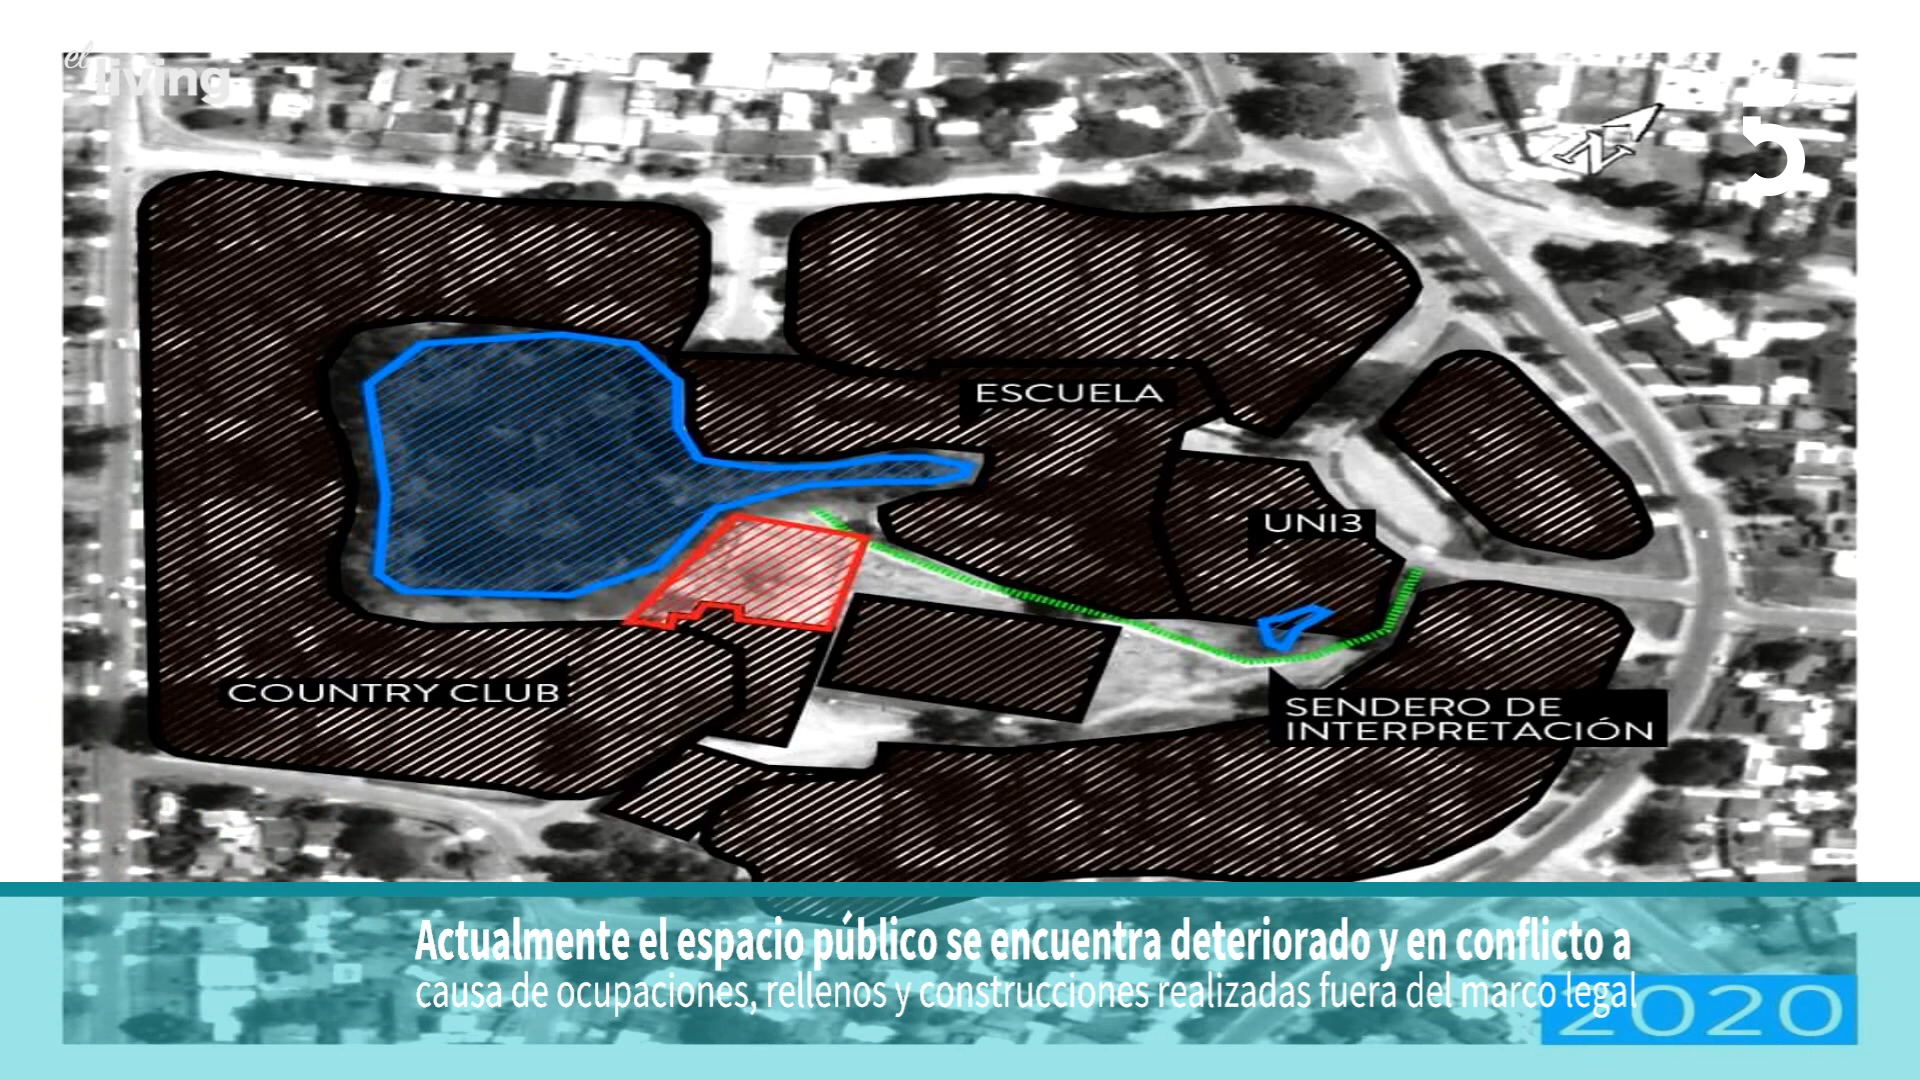 el
living
5
N
ESCUELA
UNI3
COUNTRY CLUB
SENDERO DE
INTERPRETACIÓN
Actualmente el espacio público se encuentra deteriorado y en conflicto a
causa de ocupaciones, rellenos y construcciones realizadas fuera del marco legal
2020